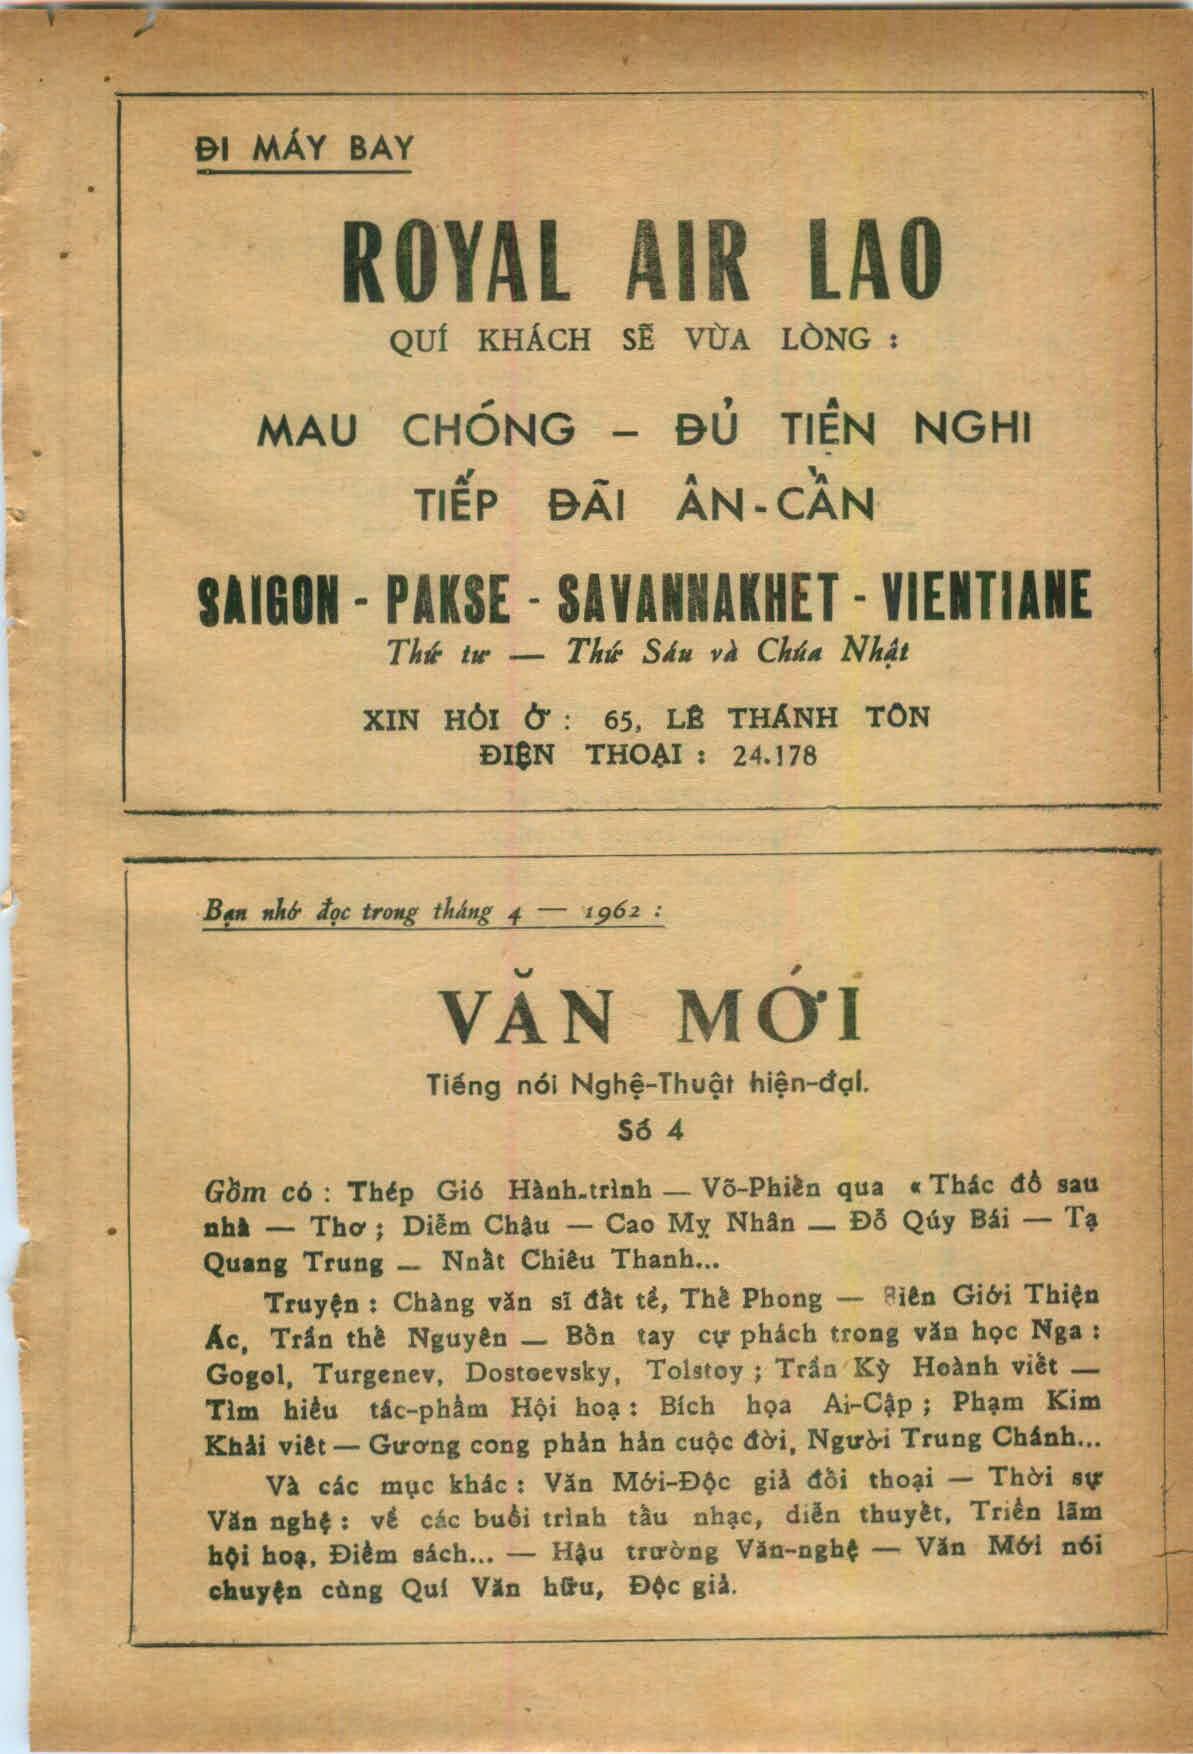 ĐI MÁY BAY
ROYAL AIR LAO
QUÍ KHÁCH SẼ VỪA LÒNG :
MAU CHÓNG – ĐỦ TIỆN NGHI
TIẾP ĐÃI ÂN-CẦN
SAIGON - PAKSE - SAVANNAKHET - VIENTIANE
Thứ tư — Thứ Sáu và Chúa Nhật
XIN HỎI Ở : 65, LÊ THÁNH TÔN
ĐIỆN THOẠI : 24.178
Bạn nhớ đọc trong tháng 4 — 1962 :
VĂN MỚI
Tiếng nói Nghệ-Thuật hiện-đại.
Số 4
Gồm có : Thép Gió Hành-trình — Võ-Phiến qua « Thác đổ sau
nhà — Thơ ; Diễm Châu — Cao Mỵ Nhân — Đỗ Qúy Bái — Tạ
Quang Trung — Nnất Chiêu Thanh...
Truyện : Chàng văn sĩ đất tề, Thế Phong — Biên Giới Thiện
Ác, Trần thế Nguyên — Bốn tay cự phách trong văn học Nga :
Gogol, Turgenev, Dostoevsky, Tolstoy ; Trần Kỳ Hoành viết —
Tìm hiểu tác-phẩm Hội hoạ : Bích họa Ai-Cập ; Phạm Kim
Khải viêt — Gương cong phản hản cuộc đời, Người Trung Chánh...
Và các mục khác : Văn Mới-Độc giả đối thoại — Thời sự
Văn nghệ : về các buổi trình tầu nhạc, diễn thuyết, Triển lãm
hội hoạ, Điểm sách... — Hậu trường Văn-nghệ — Văn Mới nói
chuyện cùng Quí Văn hữu, Độc giả.